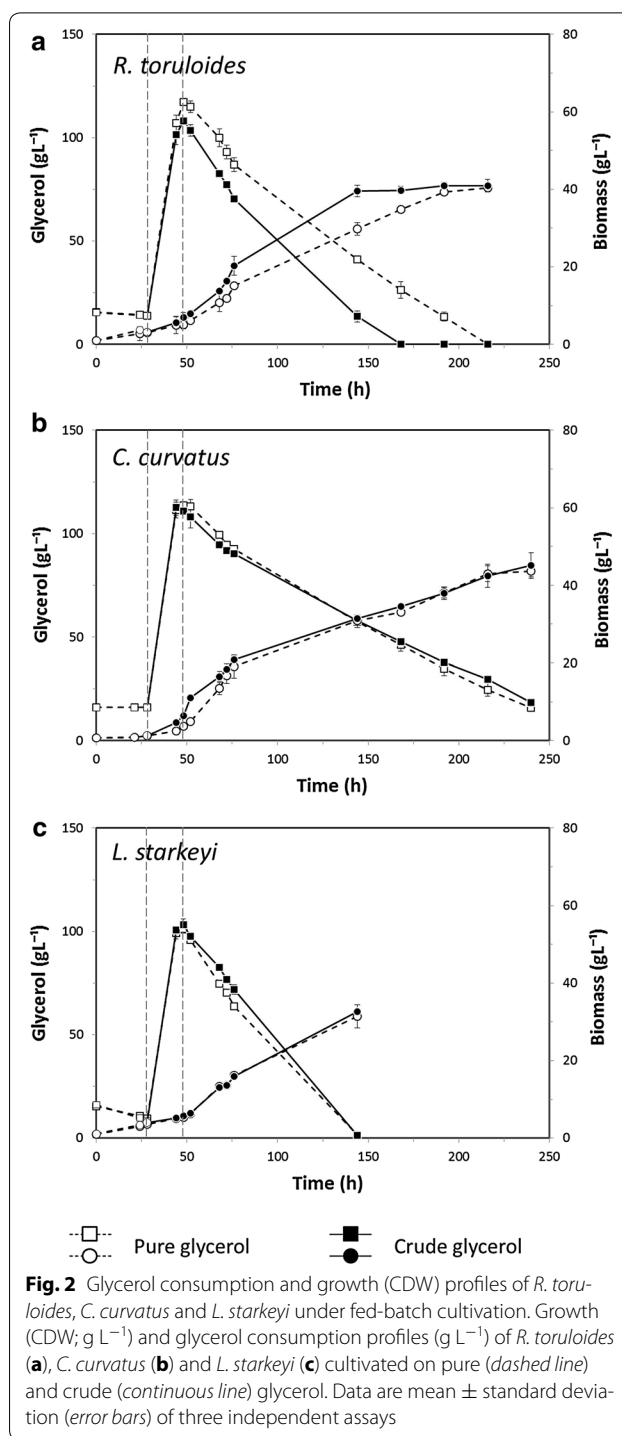 a
R. toruloides
150
100
50
0
Glycerol (gL⁻¹)
80
60
40
20
0
Biomass (gL⁻¹)
0 50 100 150 200 250
Time (h)
b
C. curvatus
150
100
50
0
Glycerol (gL⁻¹)
80
60
40
20
0
Biomass (gL⁻¹)
0 50 100 150 200 250
Time (h)
c
L. starkeyi
150
100
50
0
Glycerol (gL⁻¹)
80
60
40
20
0
Biomass (gL⁻¹)
0 50 100 150 200 250
Time (h)
Pure glycerol Crude glycerol
Fig. 2 Glycerol consumption and growth (CDW) profiles of R. toru-
loides, C. curvatus and L. starkeyi under fed-batch cultivation. Growth
(CDW; g L⁻¹) and glycerol consumption profiles (g L⁻¹) of R. toruloides
(a), C. curvatus (b) and L. starkeyi (c) cultivated on pure (dashed line)
and crude (continuous line) glycerol. Data are mean ± standard devia-
tion (error bars) of three independent assays